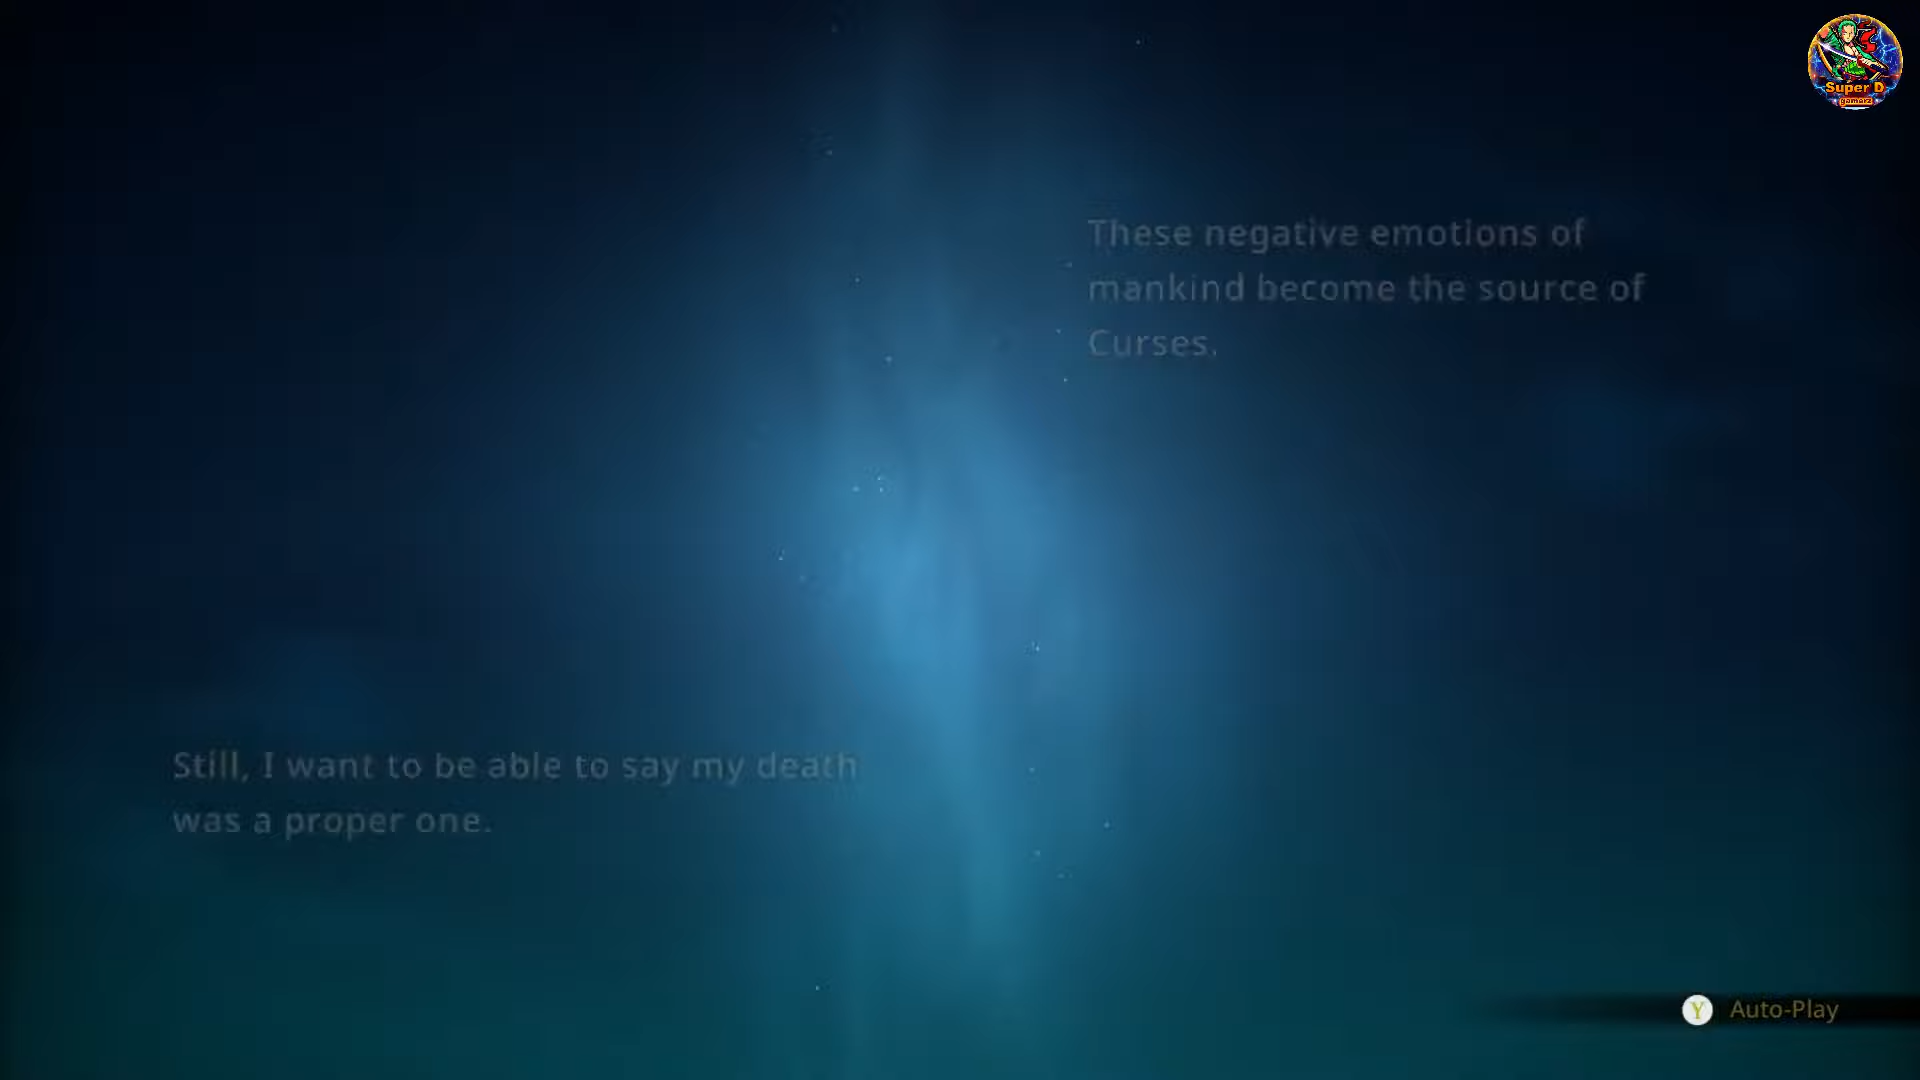 Super D
gamerz
These negative emotions of
mankind become the source of
Curses.
Still, I want to be able to say my death
was a proper one.
Y Auto-Play